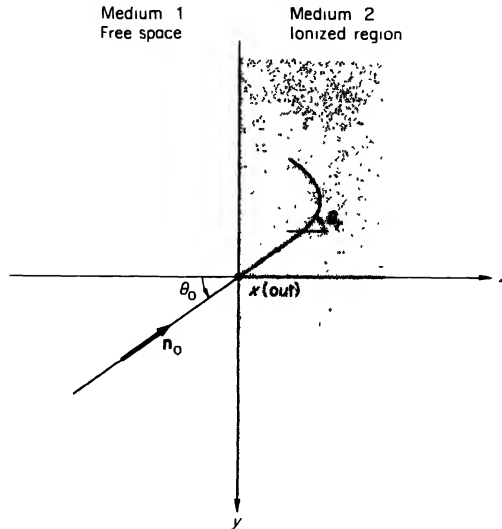 Medium 1
Free space
Medium 2
Ionized region
θ
θ₀
x (out)
n₀
y